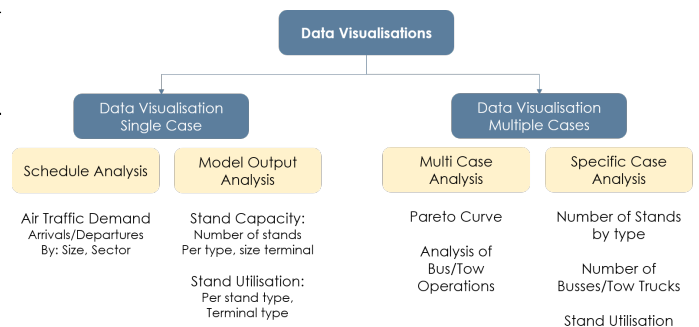 Data Visualisations
Data Visualisation
Single Case
Data Visualisation
Multiple Cases
Schedule Analysis
Model Output
Analysis
Multi Case
Analysis
Specific Case
Analysis
Air Traffic Demand
Arrivals/Departures
By: Size, Sector
Stand Capacity:
Number of stands
Per type, size terminal
Stand Utilisation:
Per stand type,
Terminal type
Pareto Curve
Analysis of
Bus/Tow
Operations
Number of Stands
by type
Number of
Busses/Tow Trucks
Stand Utilisation